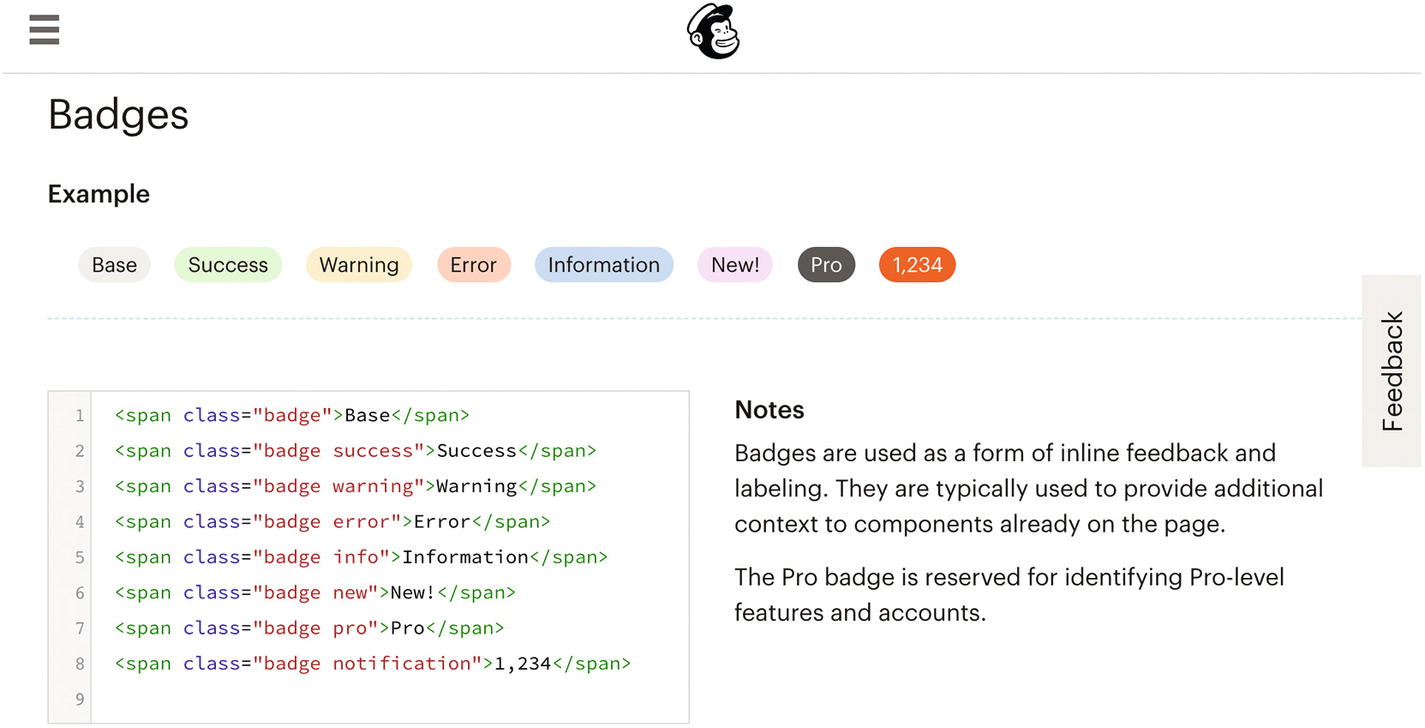 Badges
Example
Base Success Warning Error Information New! Pro 1,234
Feedback
1 <span class="badge">Base</span>
2 <span class="badge success">Success</span>
3 <span class="badge warning">Warning</span>
4 <span class="badge error">Error</span>
5 <span class="badge info">Information</span>
6 <span class="badge new">New!</span>
7 <span class="badge pro">Pro</span>
8 <span class="badge notification">1,234</span>
9
Notes
Badges are used as a form of inline feedback and
labeling. They are typically used to provide additional
context to components already on the page.
The Pro badge is reserved for identifying Pro-level
features and accounts.